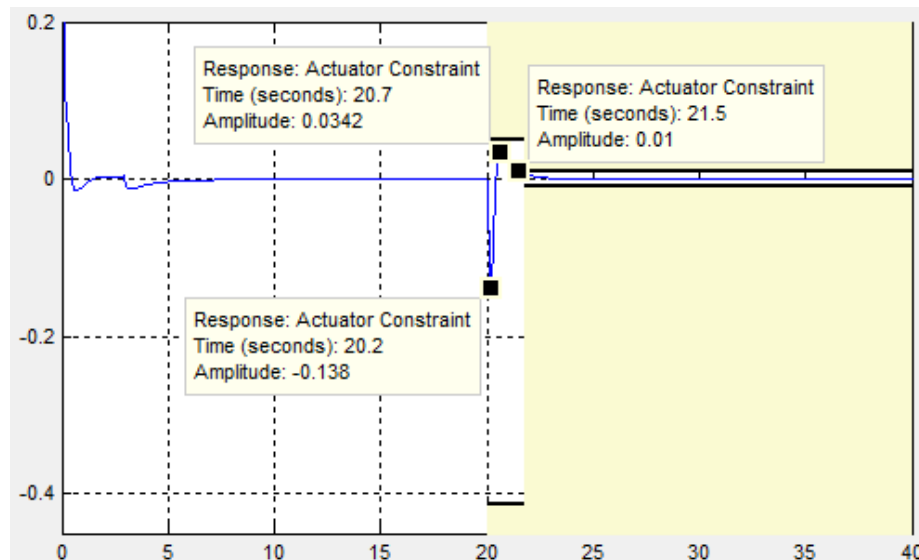 0.2
Response: Actuator Constraint
Time (seconds): 20.7
Amplitude: 0.0342
Response: Actuator Constraint
Time (seconds): 21.5
Amplitude: 0.01
0
Response: Actuator Constraint
Time (seconds): 20.2
Amplitude: -0.138
-0.2
-0.4
0 5 10 15 20 25 30 35 40